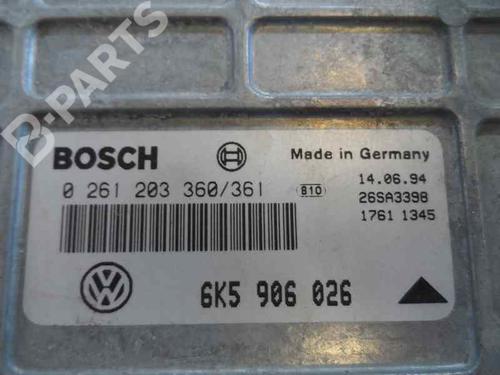 B-PARTS
BOSCH
Made in Germany
0 261 203 360/361
810
14.06.94
26SA3398
1761 1345
VW
6K5 906 026